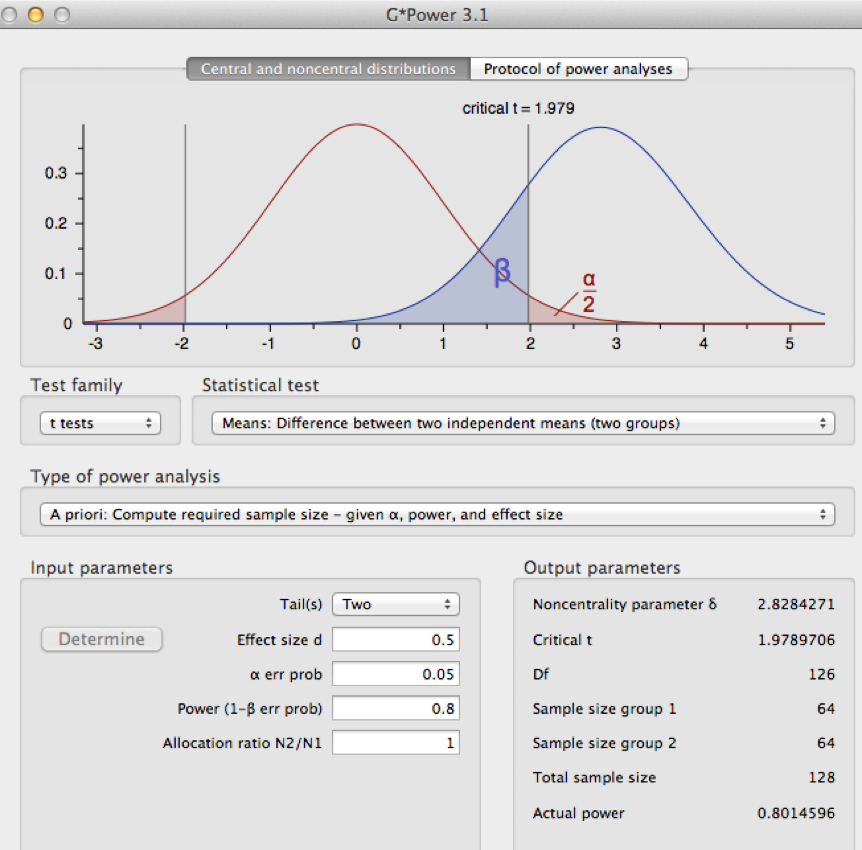 G*Power 3.1
Central and noncentral distributions Protocol of power analyses
critical t = 1.979
0.3
0.2
0.1
0
β
α
2
-3 -2 -1 0 1 2 3 4 5
Test family Statistical test
t tests Means: Difference between two independent means (two groups)
Type of power analysis
A priori: Compute required sample size – given α, power, and effect size
Input parameters Output parameters
Tail(s) Two Noncentrality parameter δ 2.8284271
Determine Effect size d 0.5 Critical t 1.9789706
α err prob 0.05 Df 126
Power (1-β err prob) 0.8 Sample size group 1 64
Allocation ratio N2/N1 1 Sample size group 2 64
Total sample size 128
Actual power 0.8014596